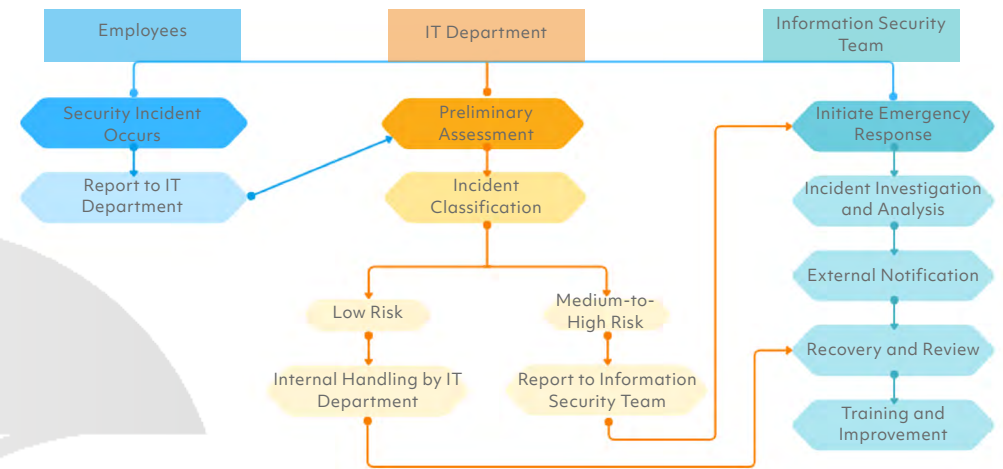 Employees
IT Department
Information Security
Team
Security Incident
Occurs
Report to IT
Department
Preliminary
Assessment
Incident
Classification
Low Risk
Medium-to-
High Risk
Internal Handling by IT
Department
Report to Information
Security Team
Initiate Emergency
Response
Incident Investigation
and Analysis
External Notification
Recovery and Review
Training and
Improvement